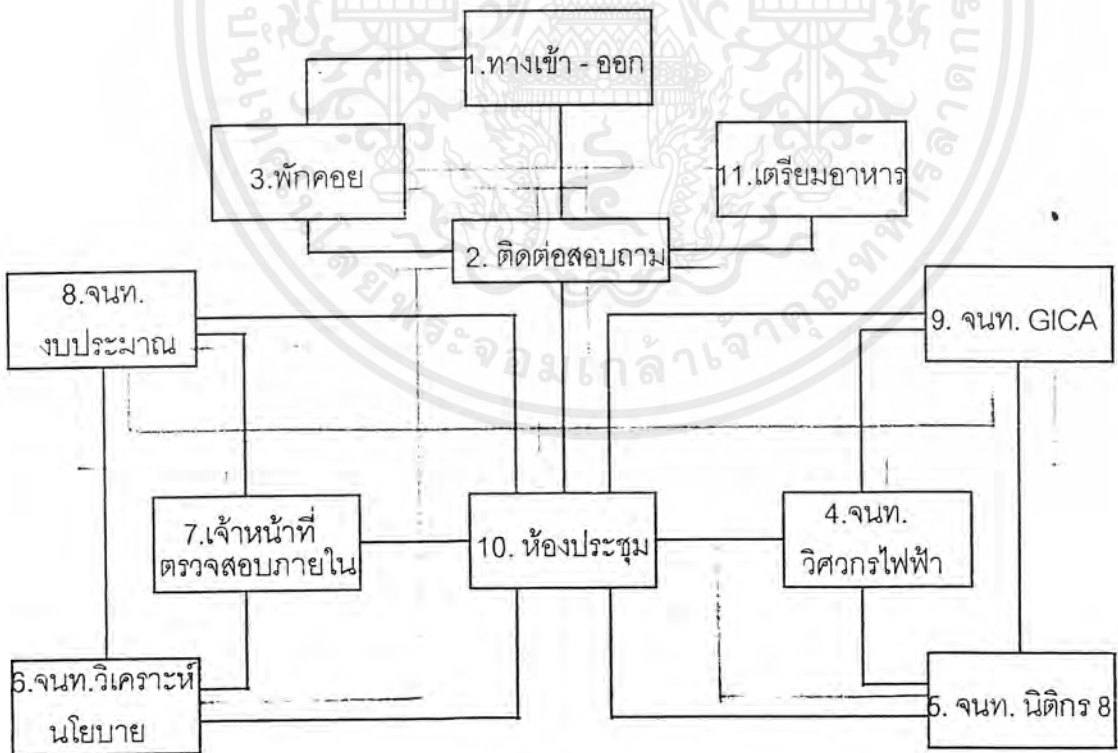 1.ทางเข้า - ออก
3.พักคอย
11.เตรียมอาหาร
2. ติดต่อสอบถาม
8.จนท.
งบประมาณ
9. จนท. GICA
7.เจ้าหน้าที่
ตรวจสอบภายใน
10. ห้องประชุม
4.จนท.
วิศวกรไฟฟ้า
6.จนท.วิเคราะห์
นโยบาย
5. จนท. นิติกร 8